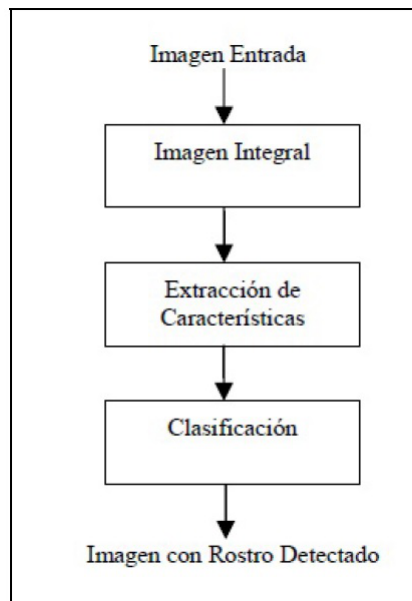 Imagen Entrada
Imagen Integral
Extracción de
Características
Clasificación
Imagen con Rostro Detectado